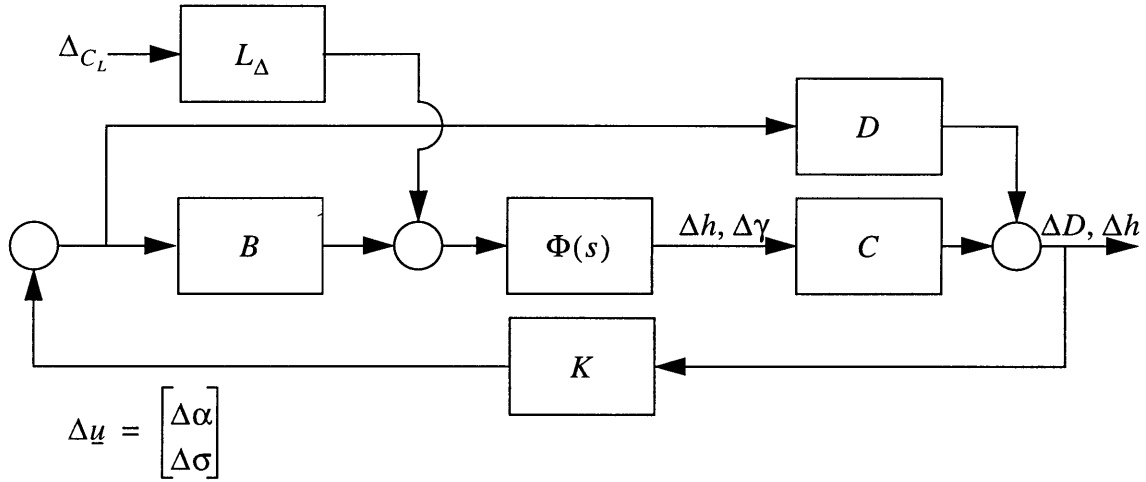 Δ_{C_L}
L_Δ
D
B
Φ(s)
Δh, Δγ
C
ΔD, Δh
K
Δu̲ = [Δα
Δσ]